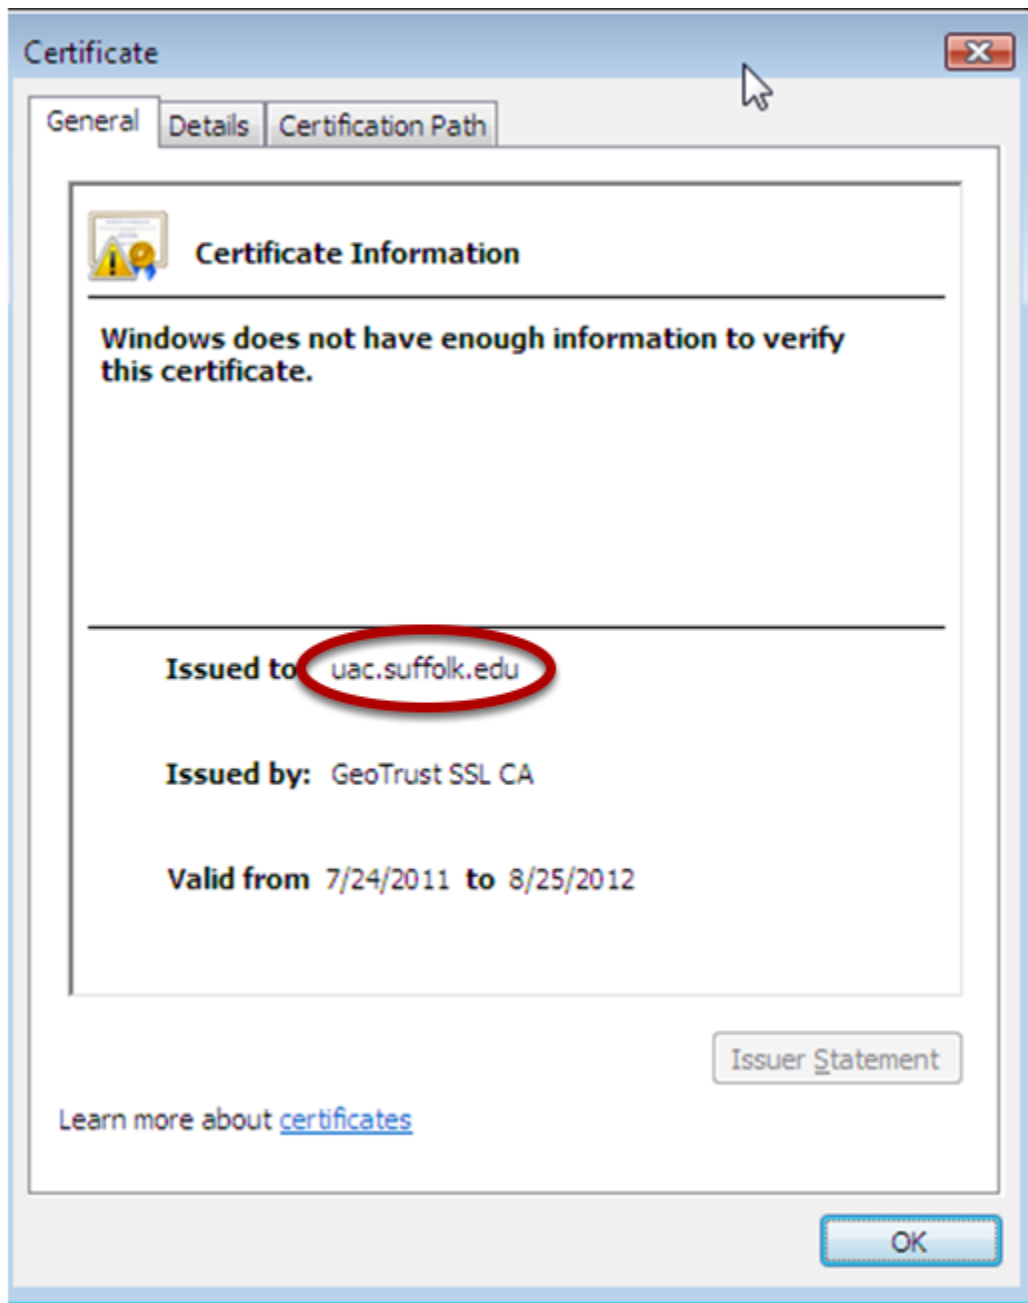 Certificate
General Details Certification Path
Certificate Information
Windows does not have enough information to verify
this certificate.
Issued to uac.suffolk.edu
Issued by: GeoTrust SSL CA
Valid from 7/24/2011 to 8/25/2012
Issuer Statement
Learn more about certificates
OK